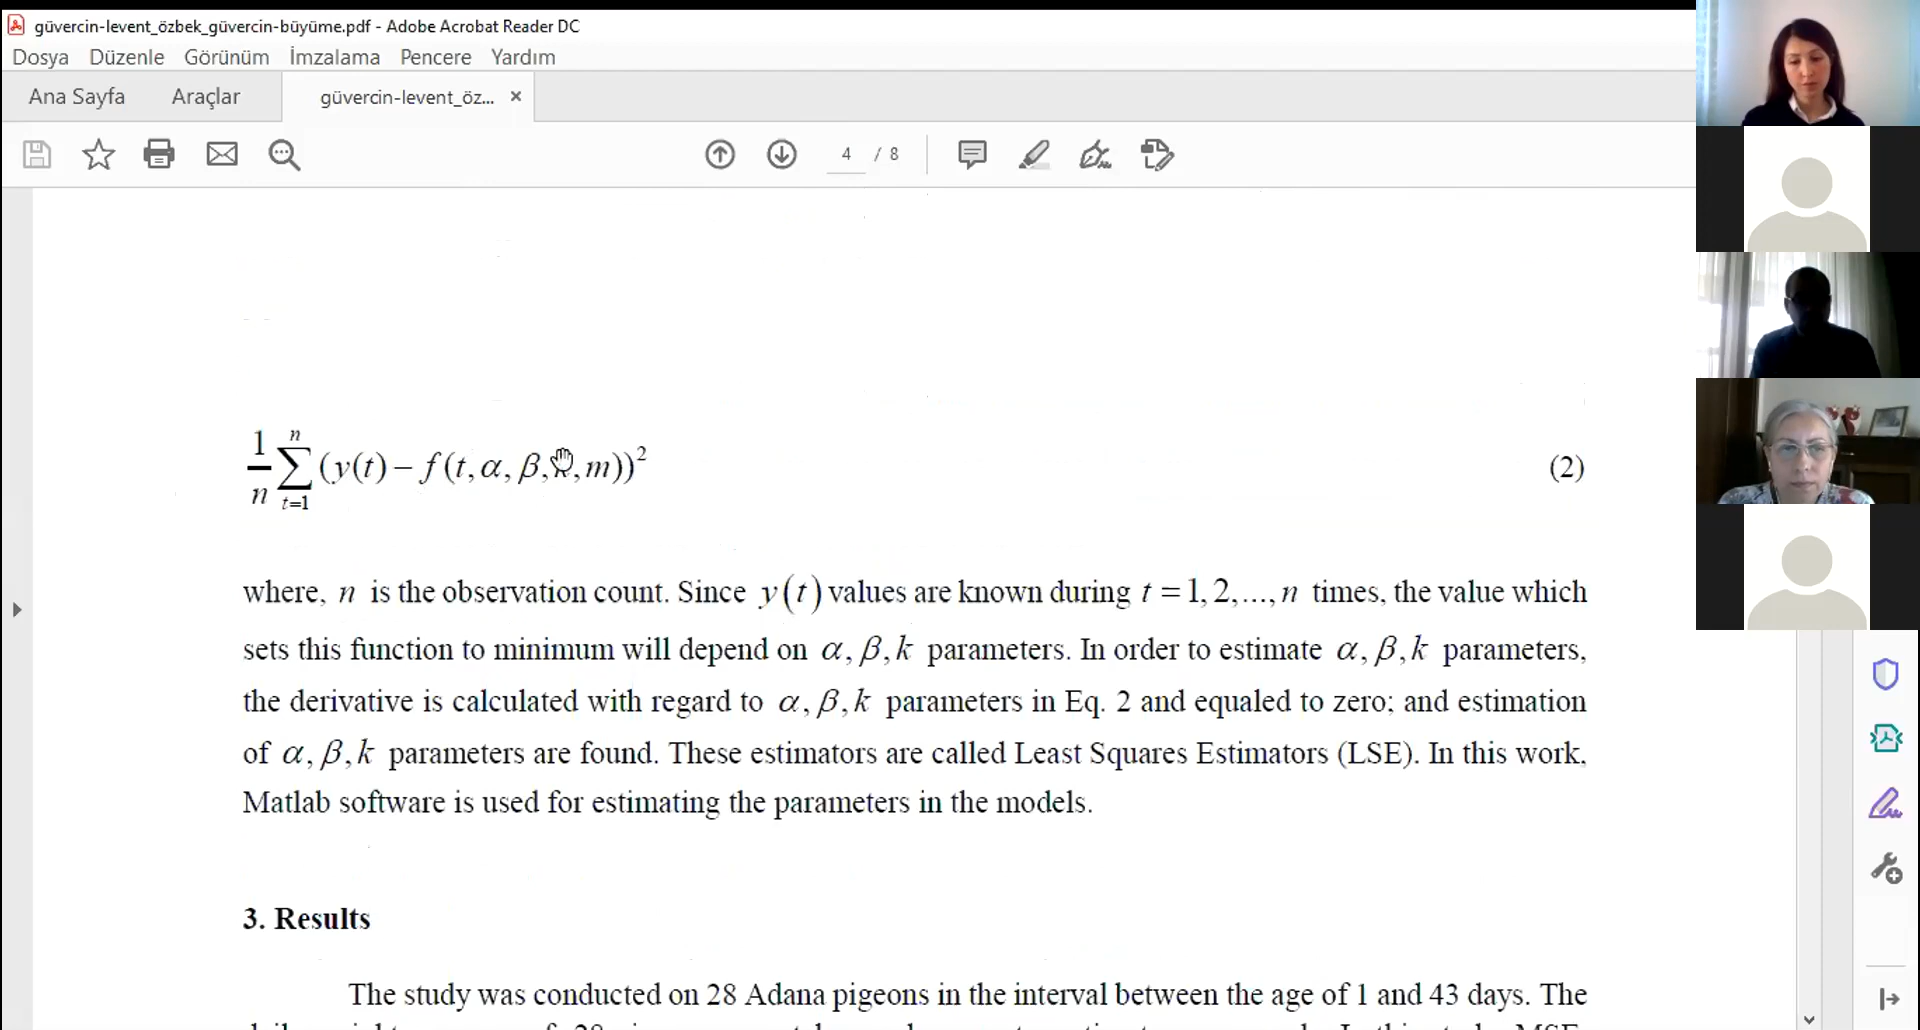 güvercin-levent_özbek_güvercin-büyüme.pdf - Adobe Acrobat Reader DC
Dosya Düzenle Görünüm İmzalama Pencere Yardım
Ana Sayfa Araçlar güvercin-levent_öz... ×
4 / 8
1/n ∑_{t=1}^{n} (y(t) − f(t, α, β, , m))² (2)
where, n is the observation count. Since y(t) values are known during t = 1, 2, ..., n times, the value which
sets this function to minimum will depend on α, β, k parameters. In order to estimate α, β, k parameters,
the derivative is calculated with regard to α, β, k parameters in Eq. 2 and equaled to zero; and estimation
of α, β, k parameters are found. These estimators are called Least Squares Estimators (LSE). In this work,
Matlab software is used for estimating the parameters in the models.
3. Results
The study was conducted on 28 Adana pigeons in the interval between the age of 1 and 43 days. The